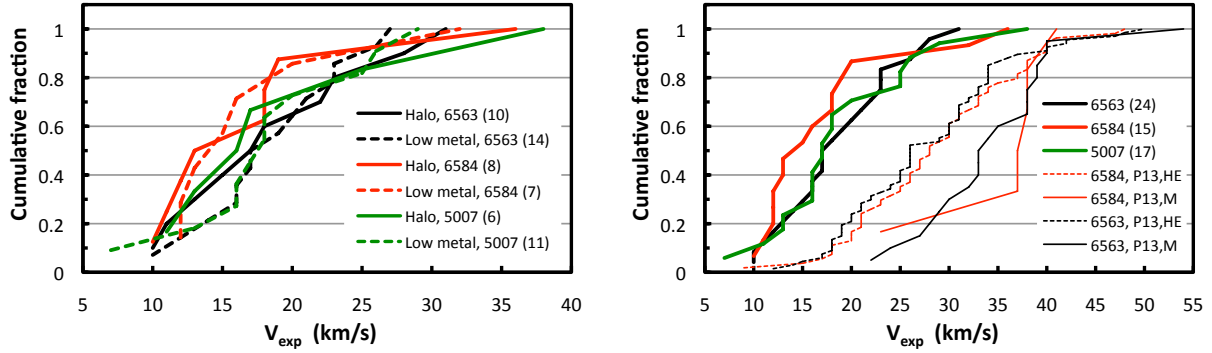 Cumulative fraction
1
0.8
0.6
0.4
0.2
0
5 10 15 20 25 30 35 40
V_exp (km/s)
Halo, 6563 (10)
Low metal, 6563 (14)
Halo, 6584 (8)
Low metal, 6584 (7)
Halo, 5007 (6)
Low metal, 5007 (11)
Cumulative fraction
1
0.8
0.6
0.4
0.2
0
5 10 15 20 25 30 35 40 45 50 55
V_exp (km/s)
6563 (24)
6584 (15)
5007 (17)
6584, P13,HE
6584, P13,M
6563, P13,HE
6563, P13,M